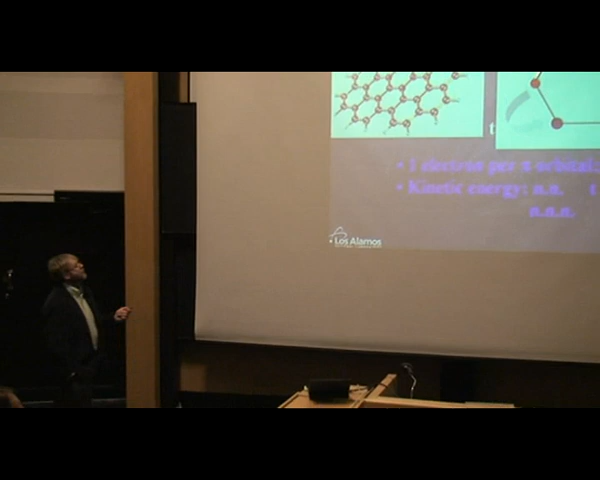 t
• 1 electron per π orbital:
• Kinetic energy: n.n. t
n.n.n.
• Los Alamos